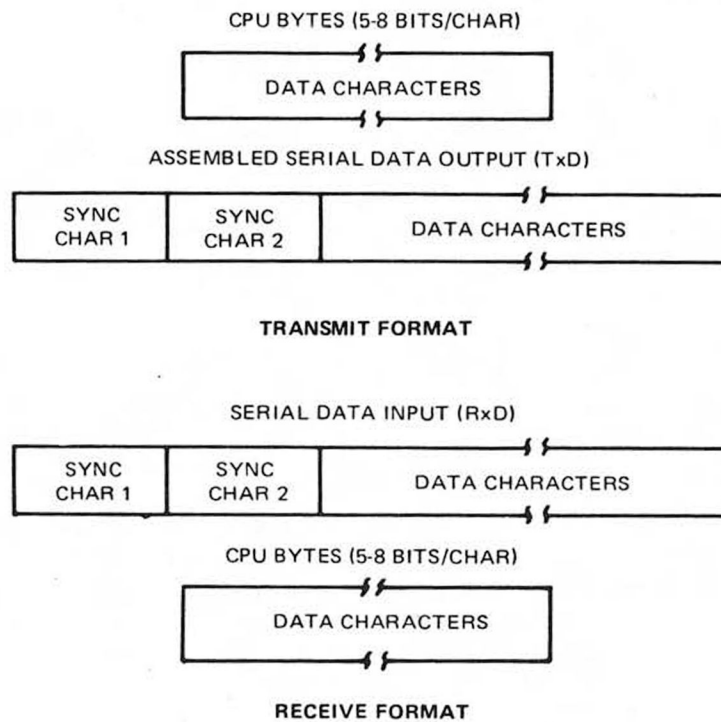 CPU BYTES (5-8 BITS/CHAR)
DATA CHARACTERS
ASSEMBLED SERIAL DATA OUTPUT (TxD)
SYNC CHAR 1
SYNC CHAR 2
DATA CHARACTERS
TRANSMIT FORMAT
SERIAL DATA INPUT (RxD)
SYNC CHAR 1
SYNC CHAR 2
DATA CHARACTERS
CPU BYTES (5-8 BITS/CHAR)
DATA CHARACTERS
RECEIVE FORMAT